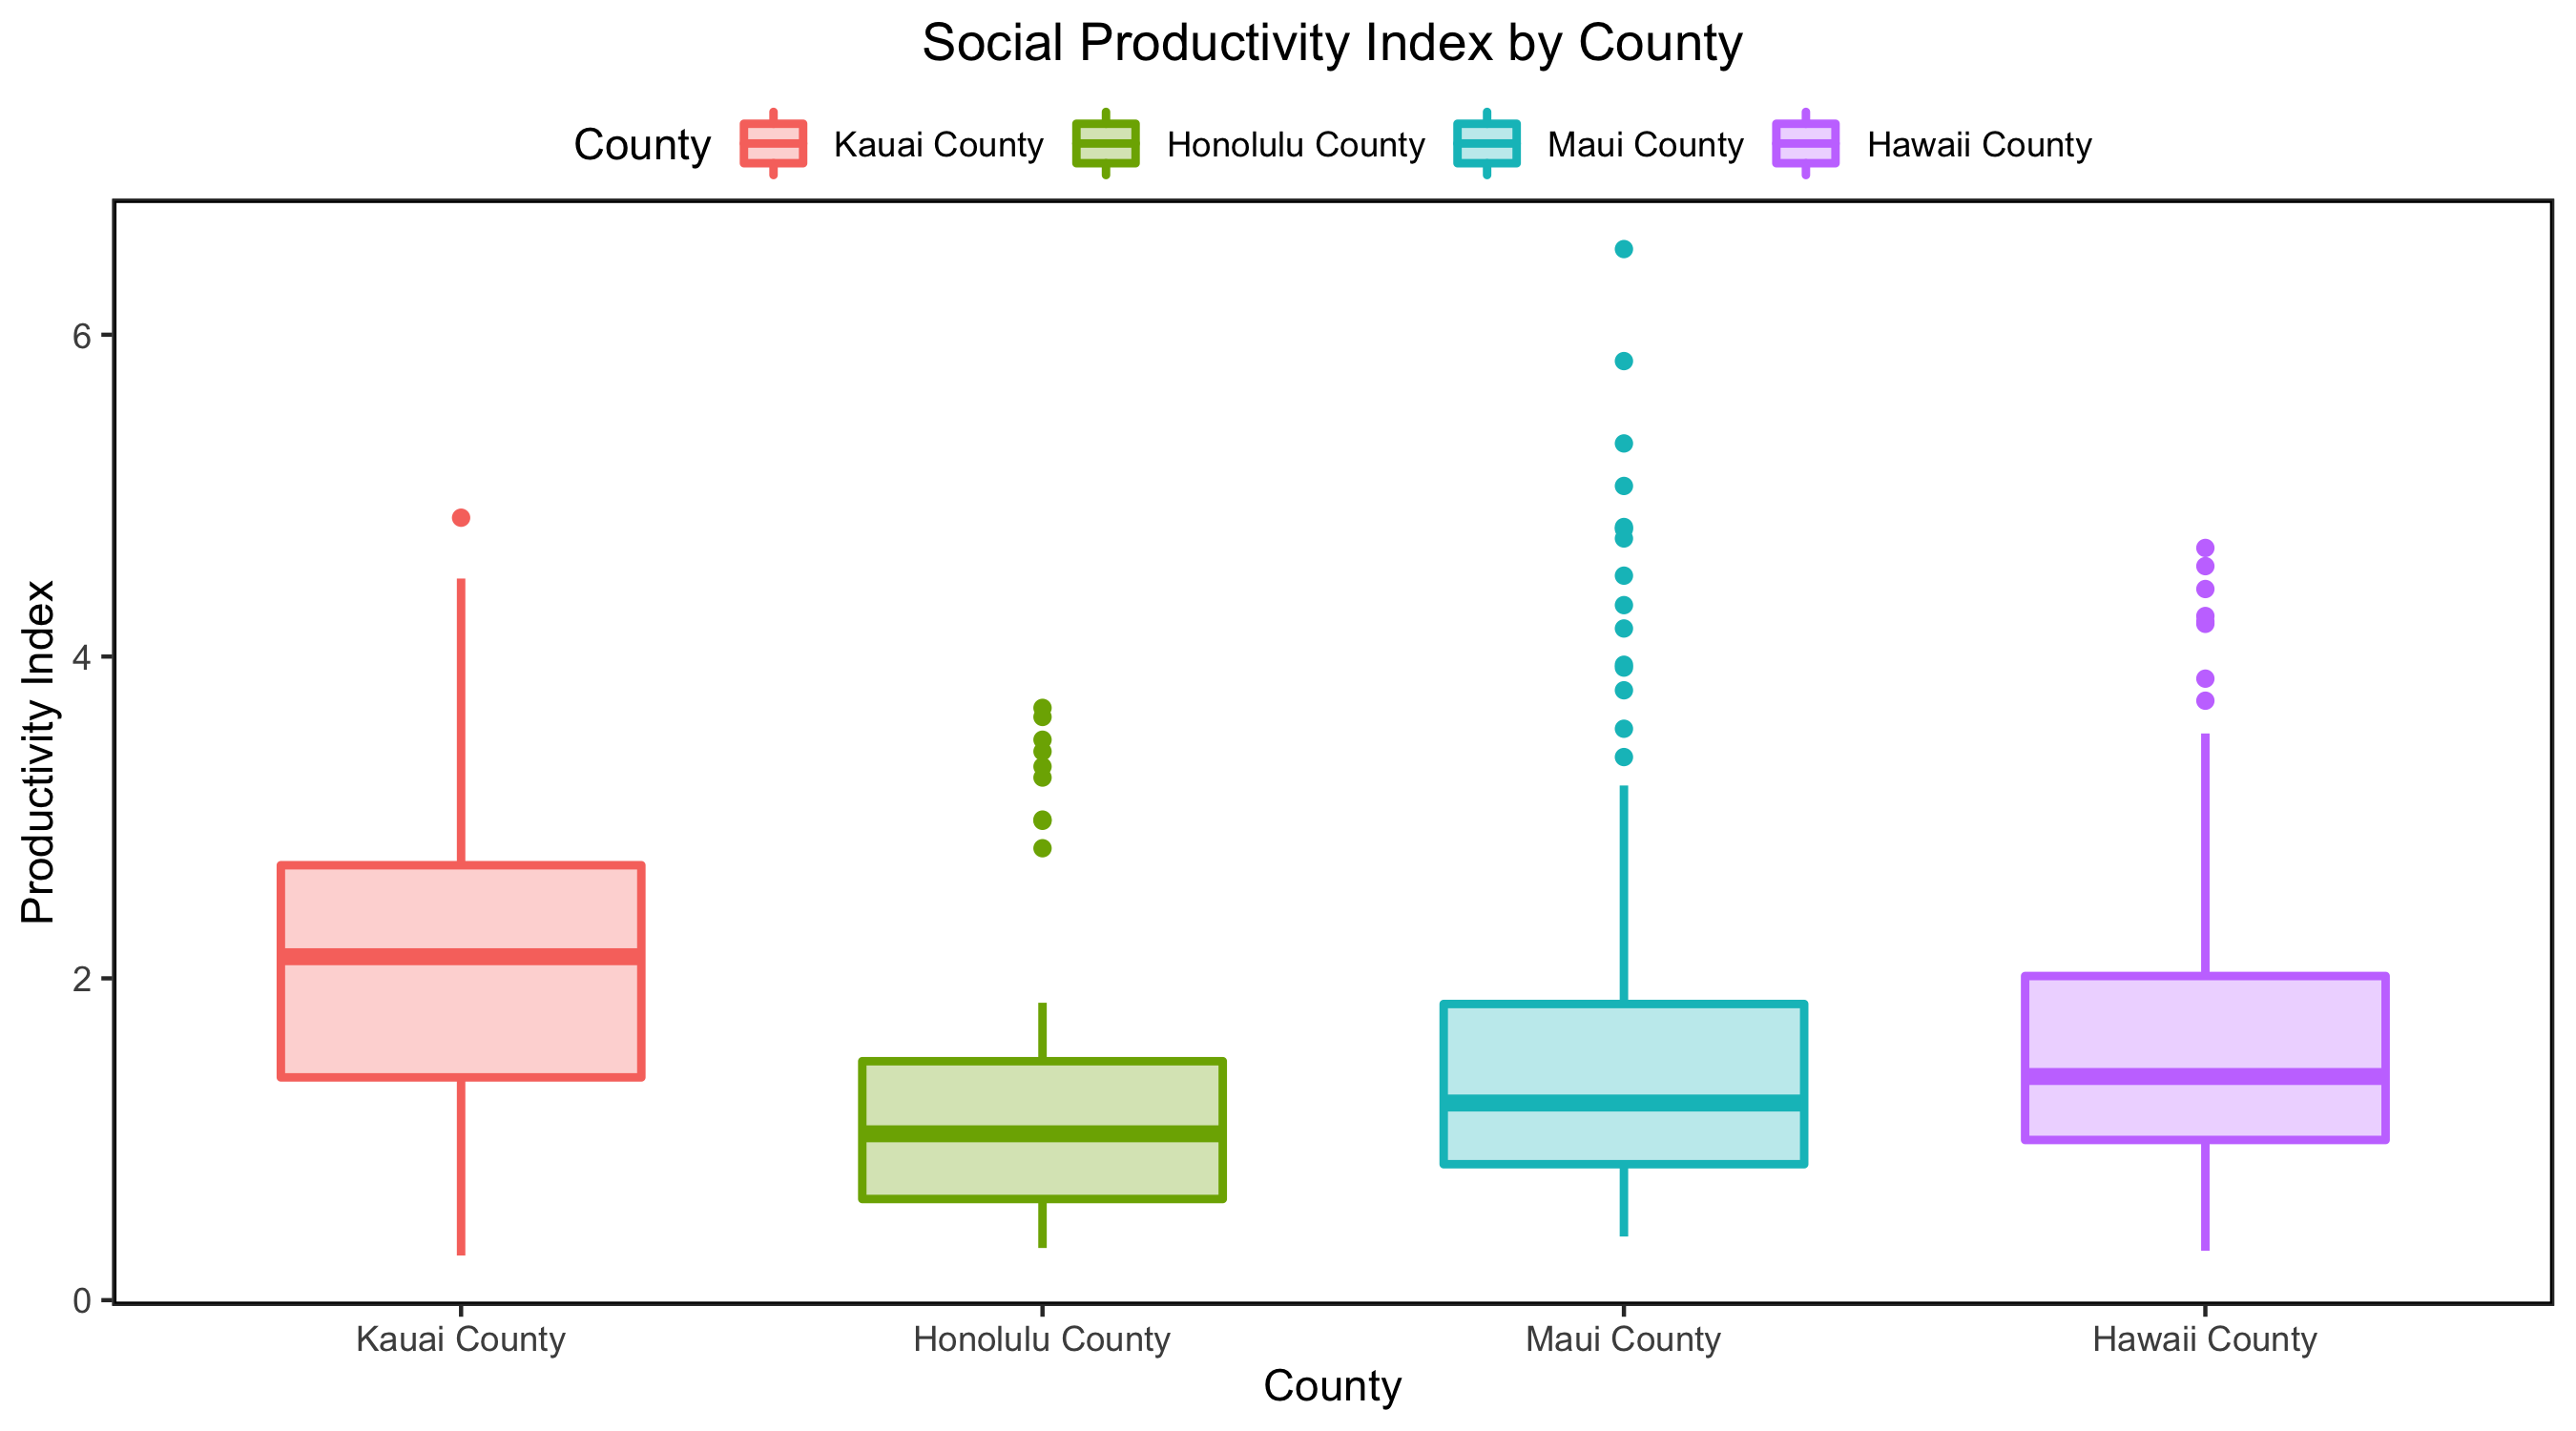 Social Productivity Index by County
County Kauai County Honolulu County Maui County Hawaii County
Productivity Index
6
4
2
0
Kauai County Honolulu County Maui County Hawaii County
County